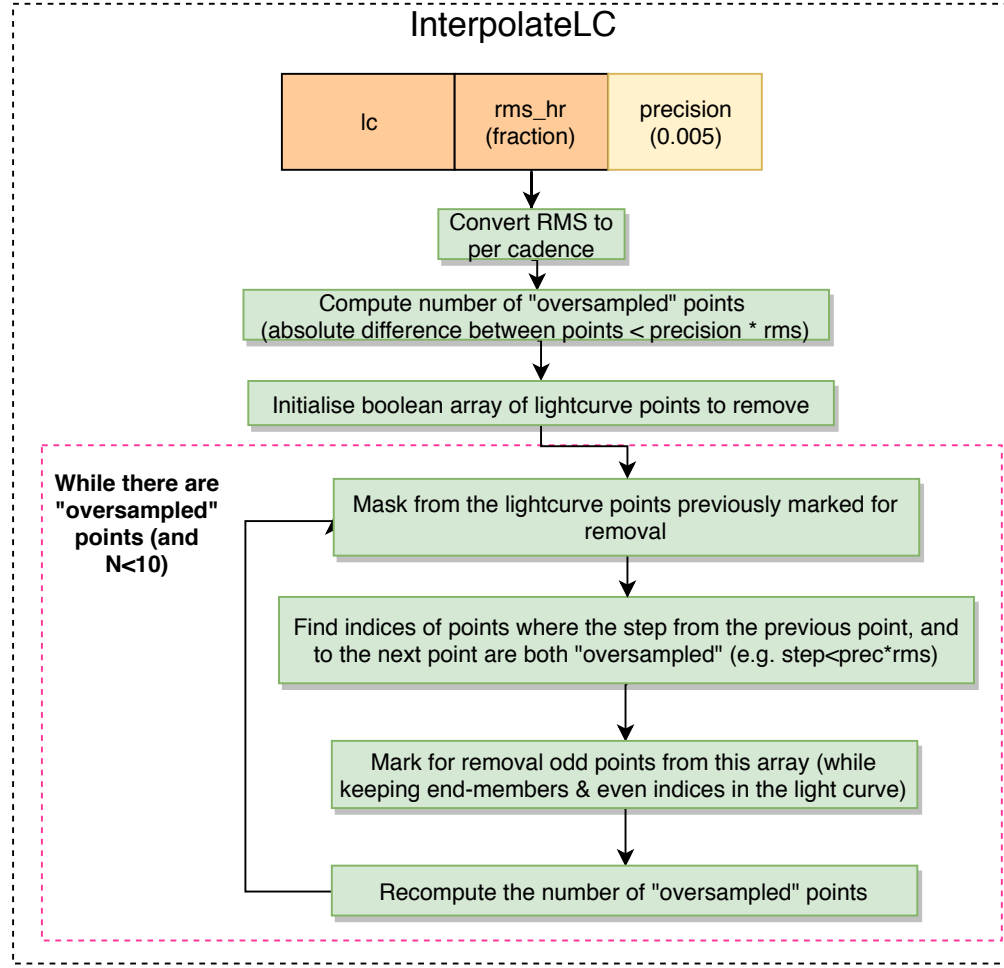 InterpolateLC
lc
rms_hr
(fraction)
precision
(0.005)
Convert RMS to
per cadence
Compute number of "oversampled" points
(absolute difference between points < precision * rms)
Initialise boolean array of lightcurve points to remove
While there are
"oversampled"
points (and
N<10)
Mask from the lightcurve points previously marked for
removal
Find indices of points where the step from the previous point, and
to the next point are both "oversampled" (e.g. step<prec*rms)
Mark for removal odd points from this array (while
keeping end-members & even indices in the light curve)
Recompute the number of "oversampled" points